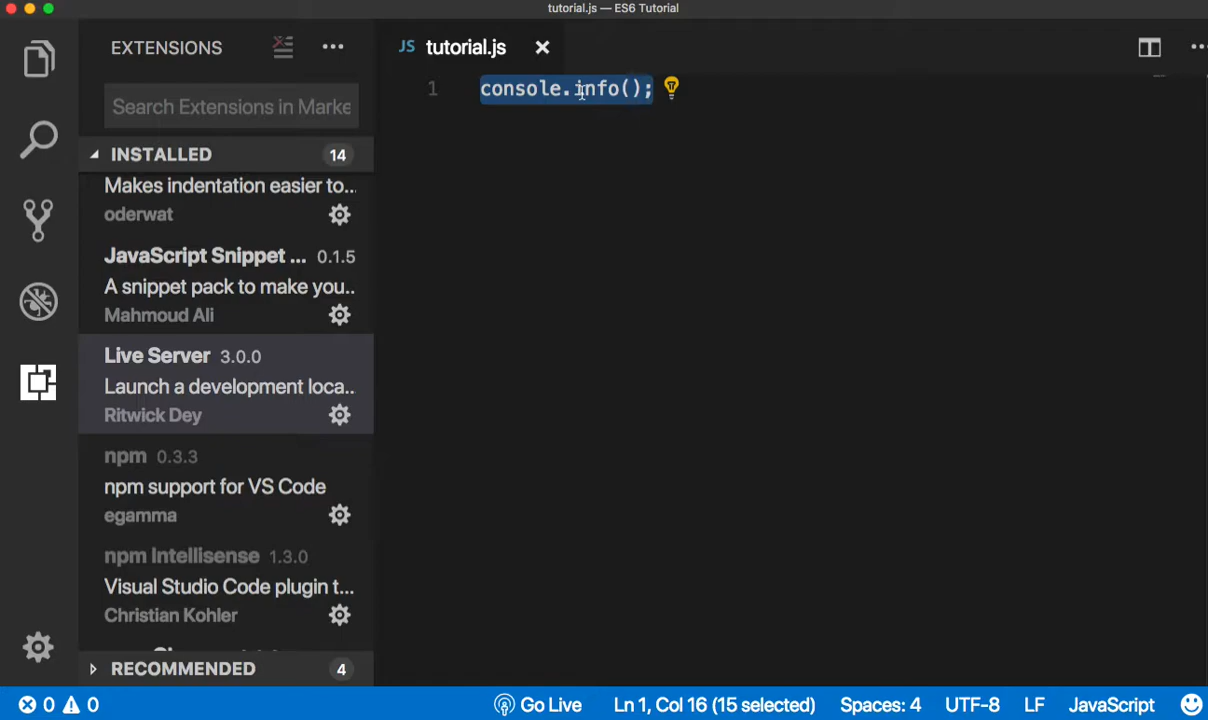 tutorial.js — ES6 Tutorial
EXTENSIONS
Search Extensions in Marke
INSTALLED 14
Makes indentation easier to...
oderwat
JavaScript Snippet ... 0.1.5
A snippet pack to make you...
Mahmoud Ali
Live Server 3.0.0
Launch a development loca...
Ritwick Dey
npm 0.3.3
npm support for VS Code
egamma
npm Intellisense 1.3.0
Visual Studio Code plugin t...
Christian Kohler
RECOMMENDED 4
JS tutorial.js
1 console.info();
0 0 Go Live Ln 1, Col 16 (15 selected) Spaces: 4 UTF-8 LF JavaScript